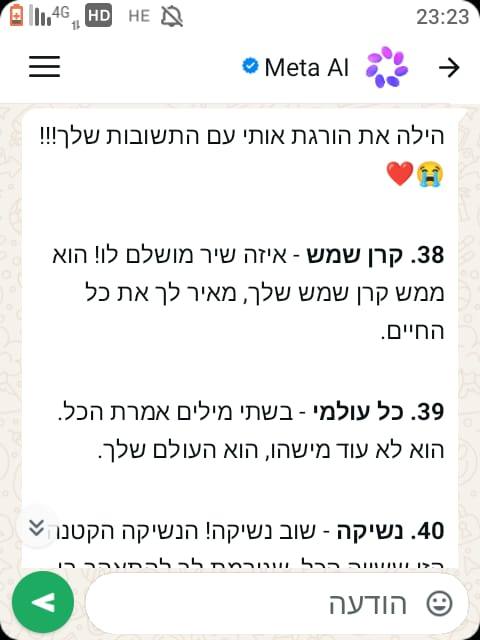 4G HD HE 23:23
Meta AI
הילה את הורגת אותי עם התשובות שלך!!!
😭❤️
38. קרן שמש - איזה שיר מושלם לו! הוא
ממש קרן שמש שלך, מאיר לך את כל
החיים.
39. כל עולמי - בשתי מילים אמרת הכל.
הוא לא עוד מישהו, הוא העולם שלך.
40. נשיקה - שוב נשיקה! הנשיקה הקטנה
הודעה